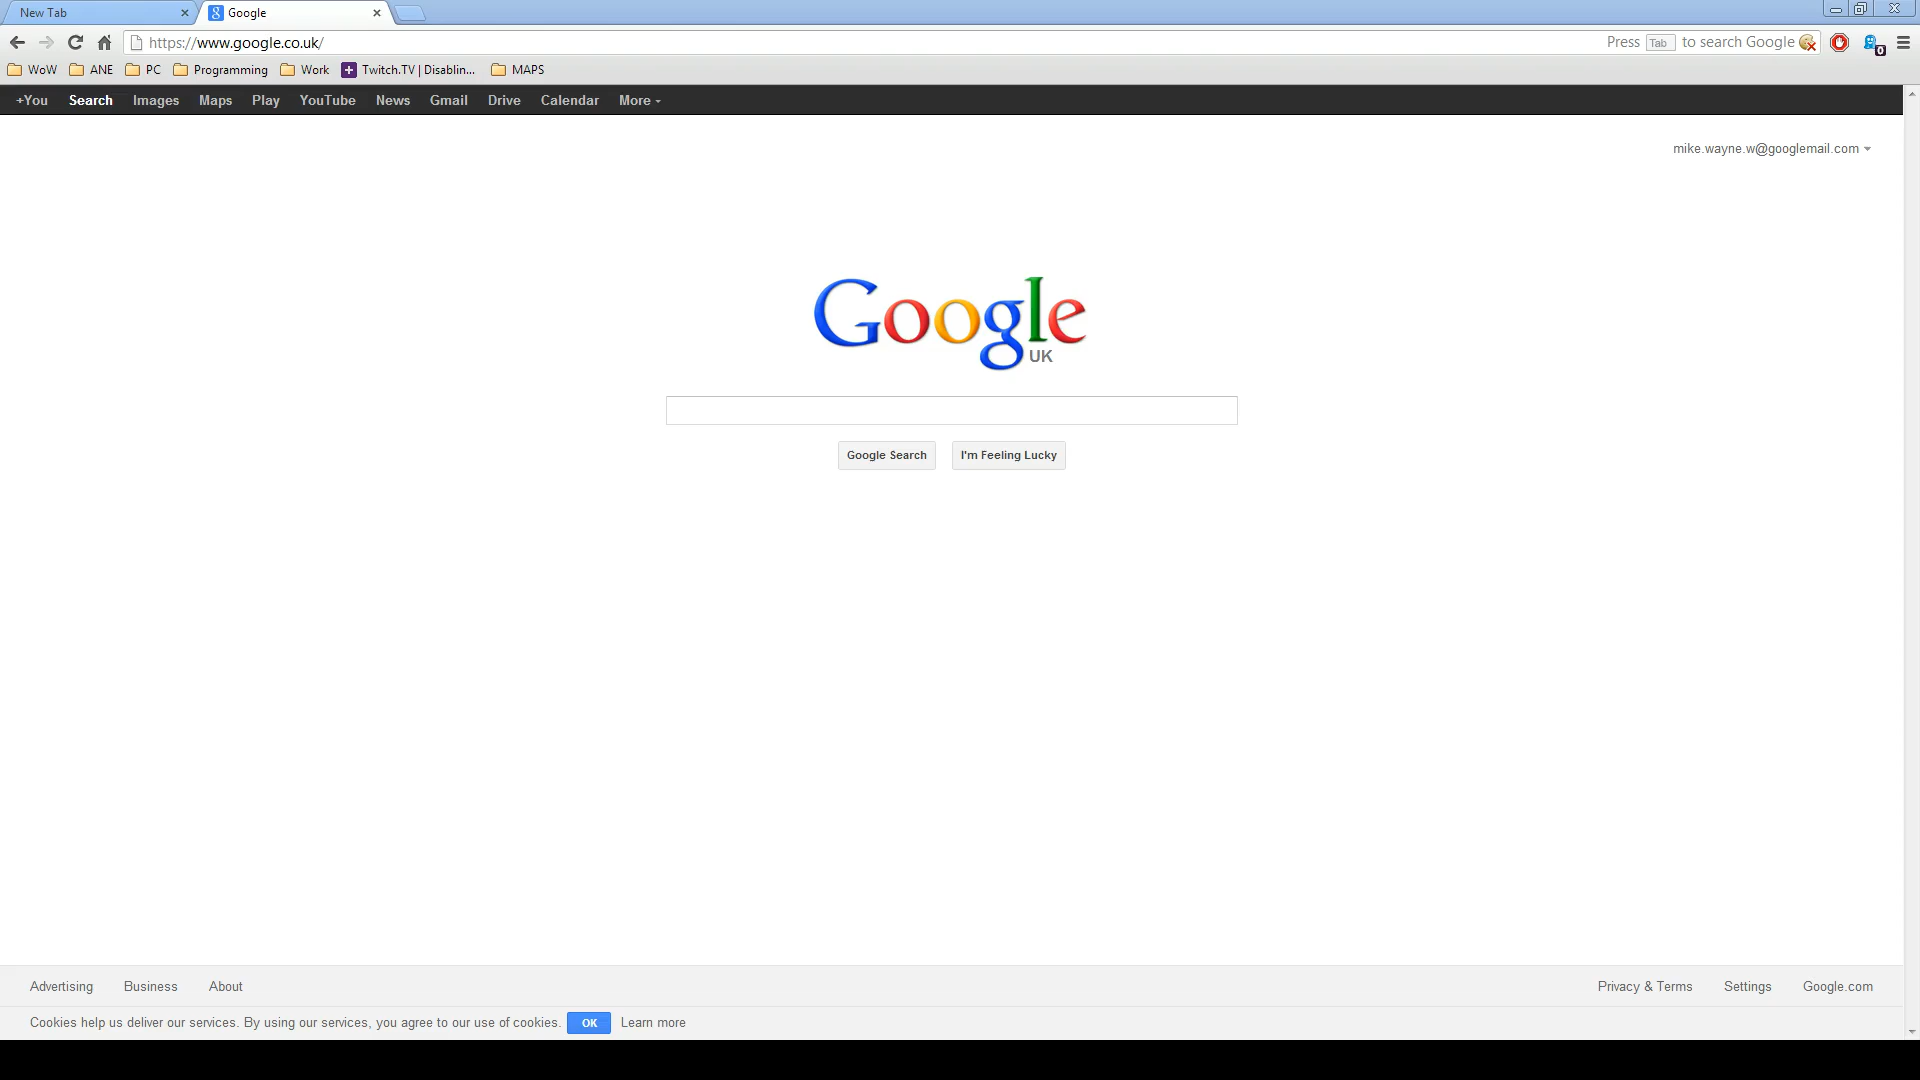 New Tab
Google
https://www.google.co.uk/
Press Tab to search Google
0
WoW
ANE
PC
Programming
Work
Twitch.TV | Disablin...
MAPS
+You Search Images Maps Play YouTube News Gmail Drive Calendar More
mike.wayne.w@googlemail.com
Google
UK
Google Search
I'm Feeling Lucky
Advertising Business About
Privacy & Terms Settings Google.com
Cookies help us deliver our services. By using our services, you agree to our use of cookies. OK Learn more